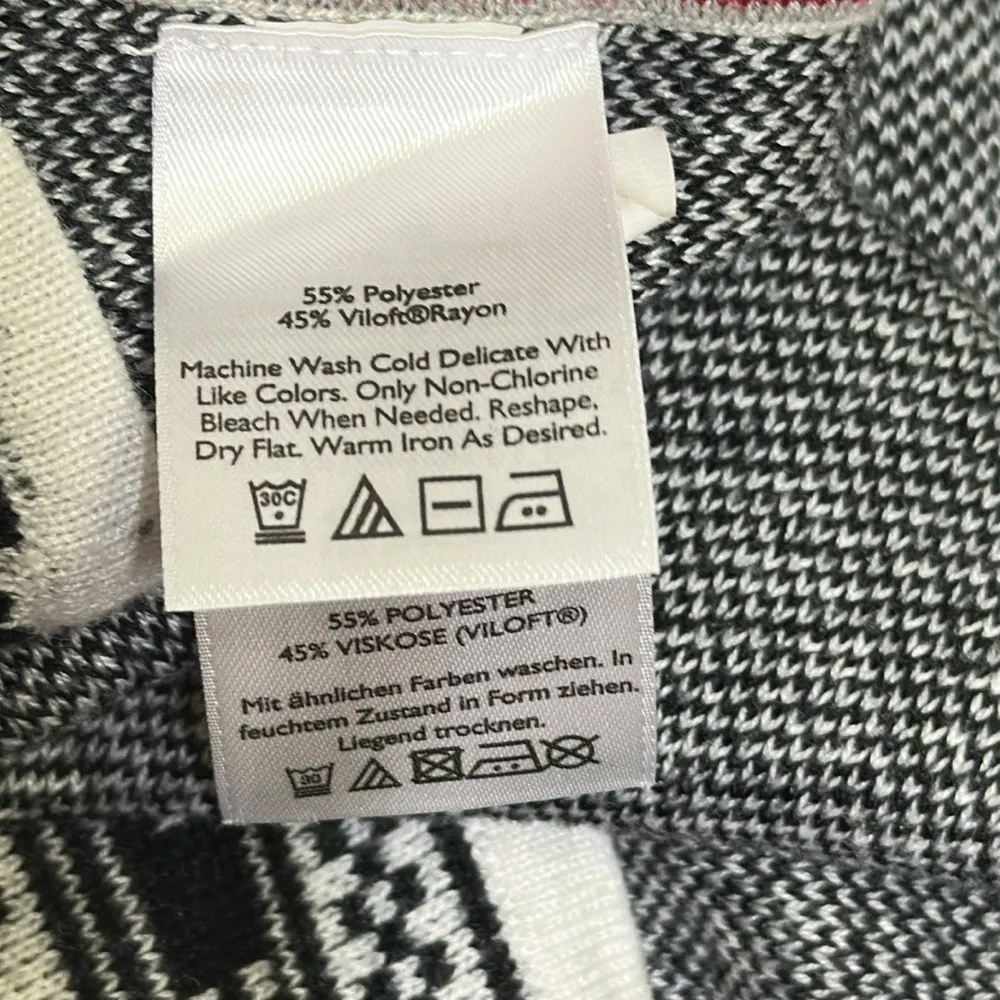 55% Polyester
45% Viloft®Rayon
Machine Wash Cold Delicate With
Like Colors. Only Non-Chlorine
Bleach When Needed. Reshape,
Dry Flat. Warm Iron As Desired.
30C
55% POLYESTER
45% VISKOSE (VILOFT®)
Mit ähnlichen Farben waschen. In
feuchtem Zustand in Form ziehen.
Liegend trocknen.
30